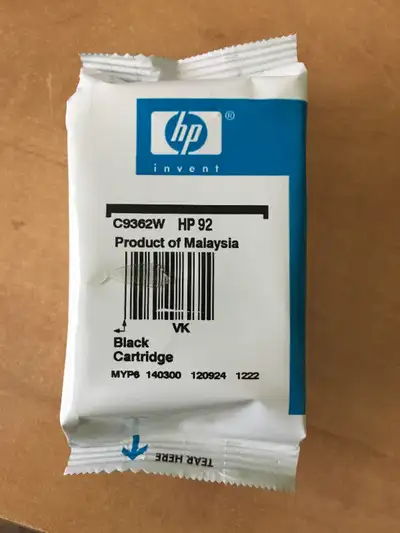 hp ®
invent
C9362W HP 92
Product of Malaysia
VK
Black
Cartridge
MYP6 140300 120924 1222
TEAR HERE